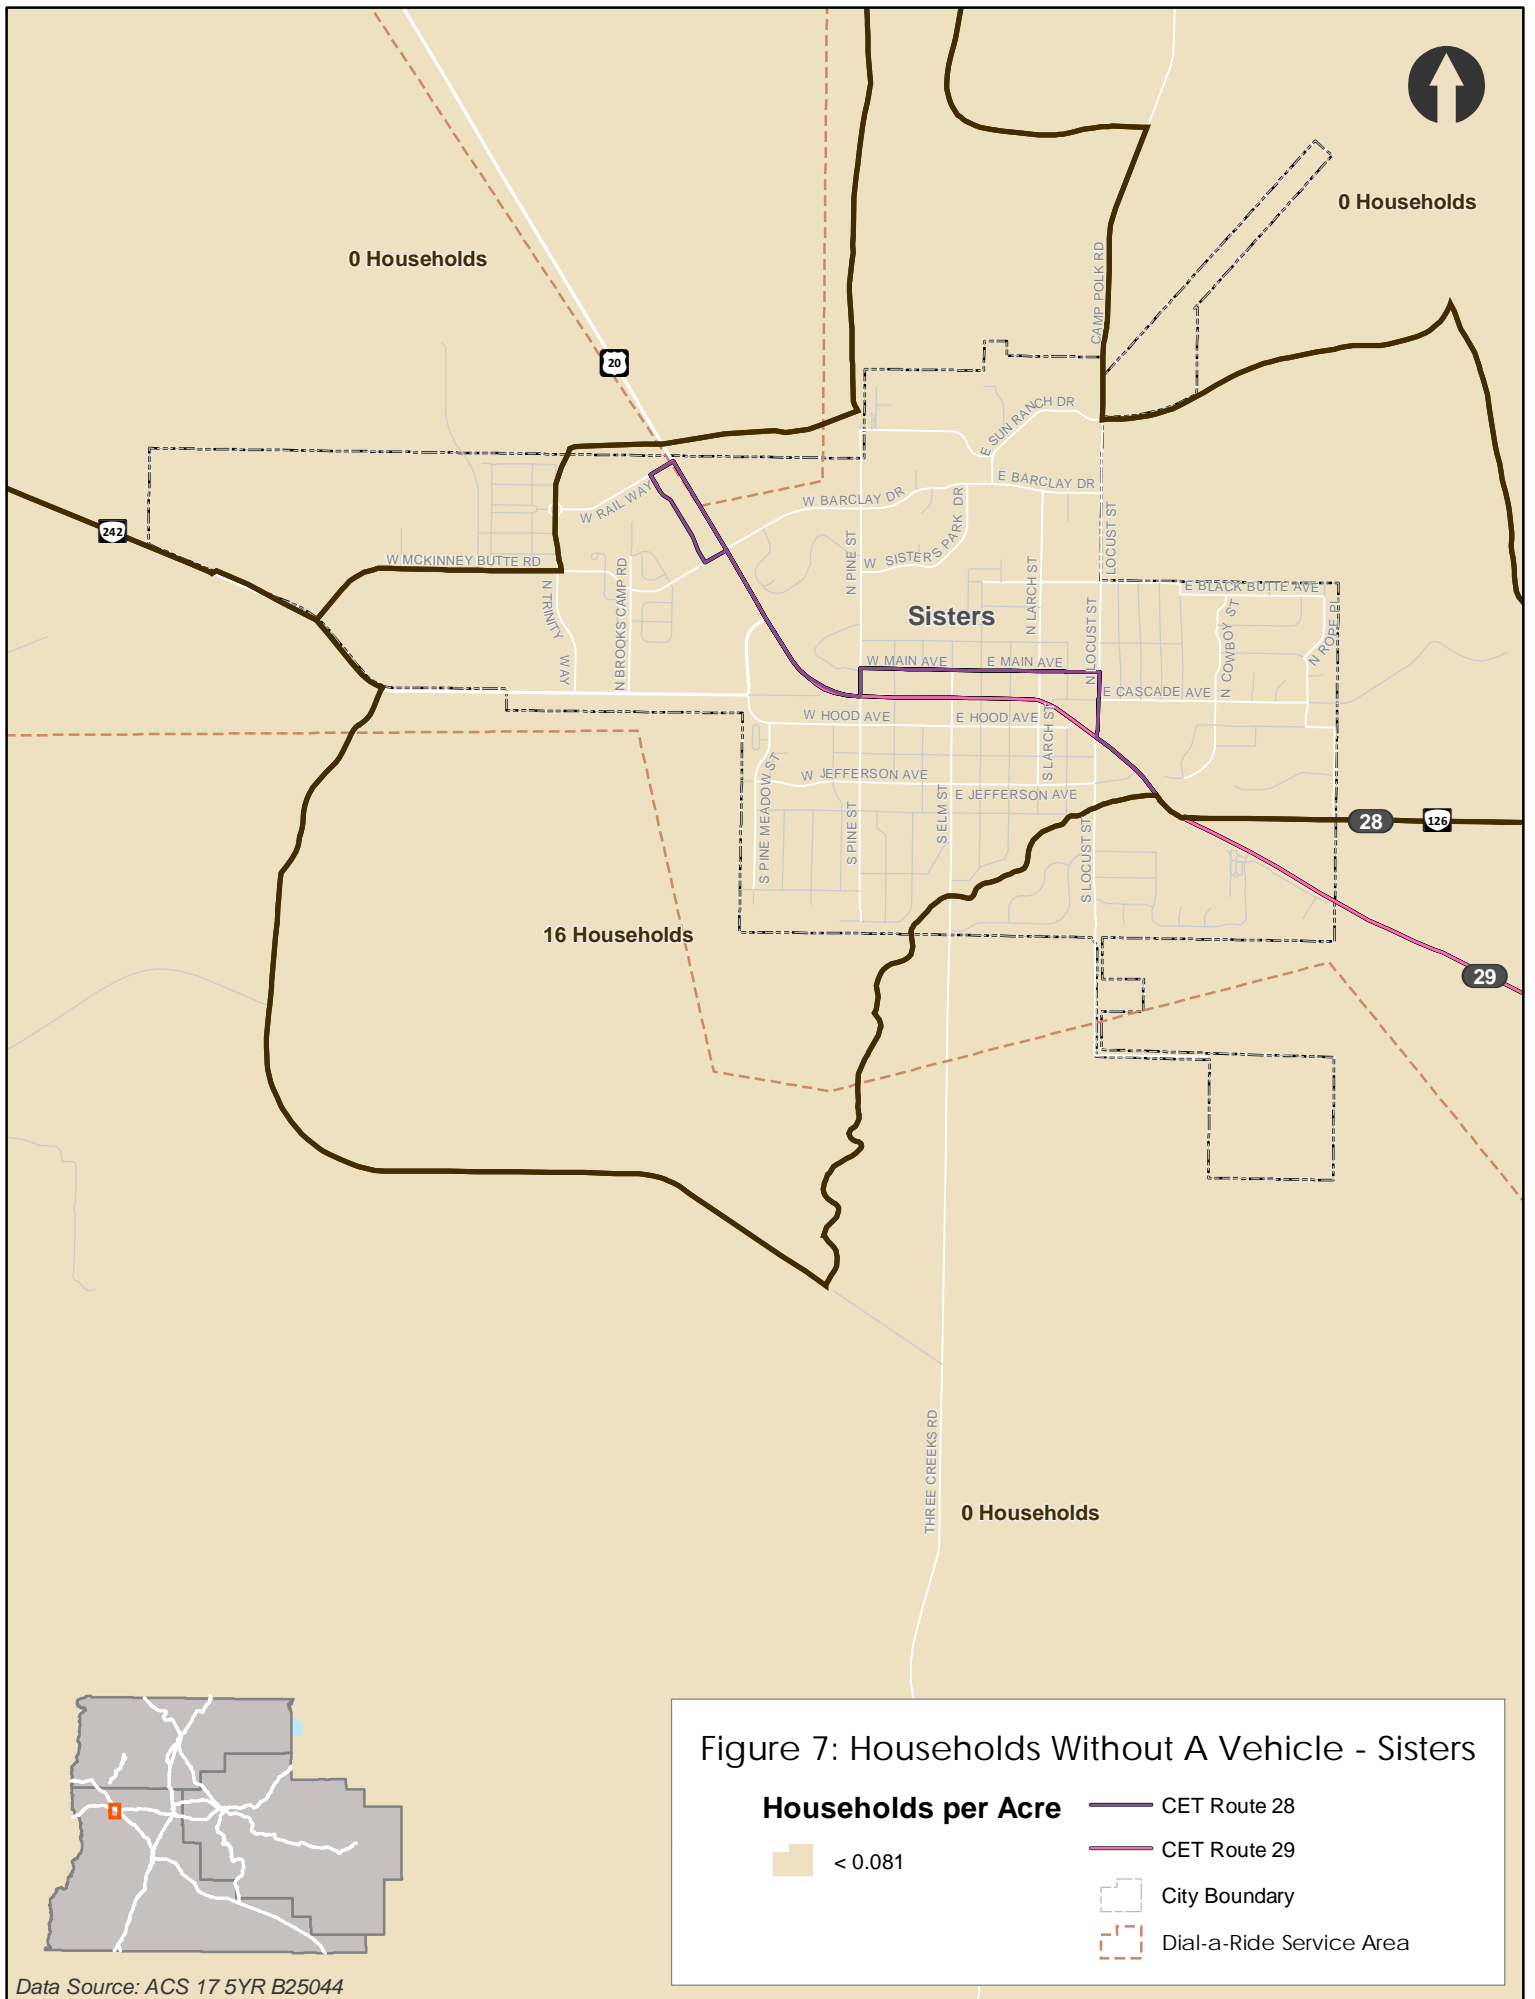 0 Households
0 Households
CAMP POLK RD
20
E SUN RANCH DR
E BARCLAY DR
W BARCLAY DR
W RAIL WAY
LOCUST ST
242
W MCKINNEY BUTTE RD
N PINE ST
W SISTERS PARK DR
N LARCH ST
E BLACK BUTTE AVE
N TRINITY WAY
N BROOKS CAMP RD
Sisters
N LOCUST ST
N COWBOY ST
N ROPE PL
W MAIN AVE
E MAIN AVE
E CASCADE AVE
W HOOD AVE
E HOOD AVE
S LARCH ST
S PINE MEADOW ST
W JEFFERSON AVE
E JEFFERSON AVE
S PINE ST
S ELM ST
S LOCUST ST
28
126
16 Households
29
THREE CREEKS RD
0 Households
Figure 7: Households Without A Vehicle - Sisters
Households per Acre
< 0.081
CET Route 28
CET Route 29
City Boundary
Dial-a-Ride Service Area
Data Source: ACS 17 5YR B25044